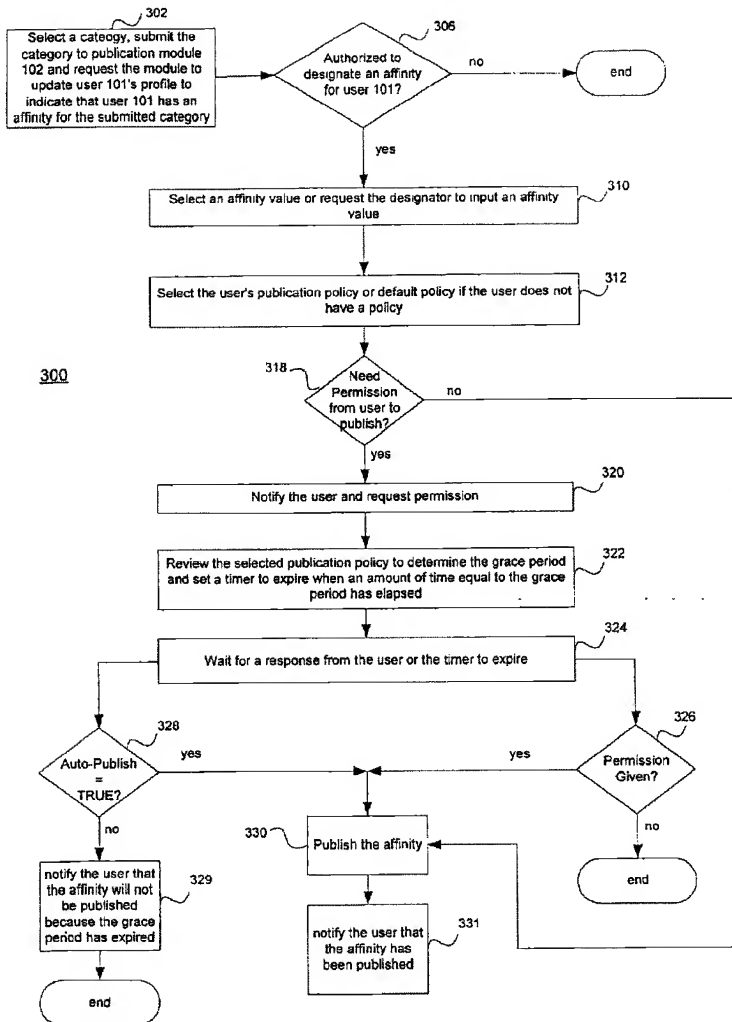 302
Select a cateogy, submit the
category to publication module
102 and request the module to
update user 101's profile to
indicate that user 101 has an
affinity for the submitted category
306
Authorized to
designate an affinity
for user 101?
no
end
yes
310
Select an affinity value or request the designator to input an affinity
value
312
Select the user's publication policy or default policy if the user does not
have a policy
300
318
Need
Permission
from user to
publish?
no
yes
320
Notify the user and request permission
322
Review the selected publication policy to determine the grace period
and set a timer to expire when an amount of time equal to the grace
period has elapsed
324
Wait for a response from the user or the timer to expire
328
Auto-Publish
=
TRUE?
yes
no
326
Permission
Given?
yes
no
end
330
Publish the affinity
329
notify the user that
the affinity will not
be published
because the grace
period has expired
end
331
notify the user that
the affinity has
been published